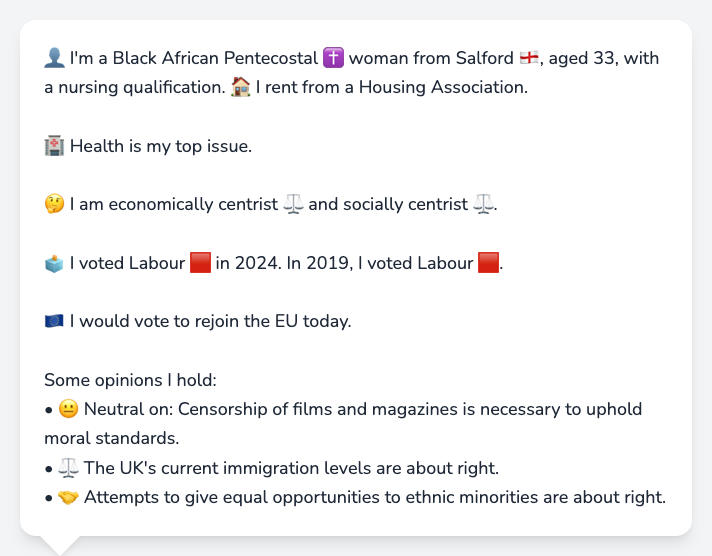 👤 I'm a Black African Pentecostal ✝️ woman from Salford 🏴󠁧󠁢󠁥󠁮󠁧󠁿, aged 33, with
a nursing qualification. 🏠 I rent from a Housing Association.
🏥 Health is my top issue.
🤔 I am economically centrist ⚖️ and socially centrist ⚖️.
🗳️ I voted Labour 🟥 in 2024. In 2019, I voted Labour 🟥.
🇪🇺 I would vote to rejoin the EU today.
Some opinions I hold:
• 😐 Neutral on: Censorship of films and magazines is necessary to uphold
moral standards.
• ⚖️ The UK's current immigration levels are about right.
• 🤝 Attempts to give equal opportunities to ethnic minorities are about right.